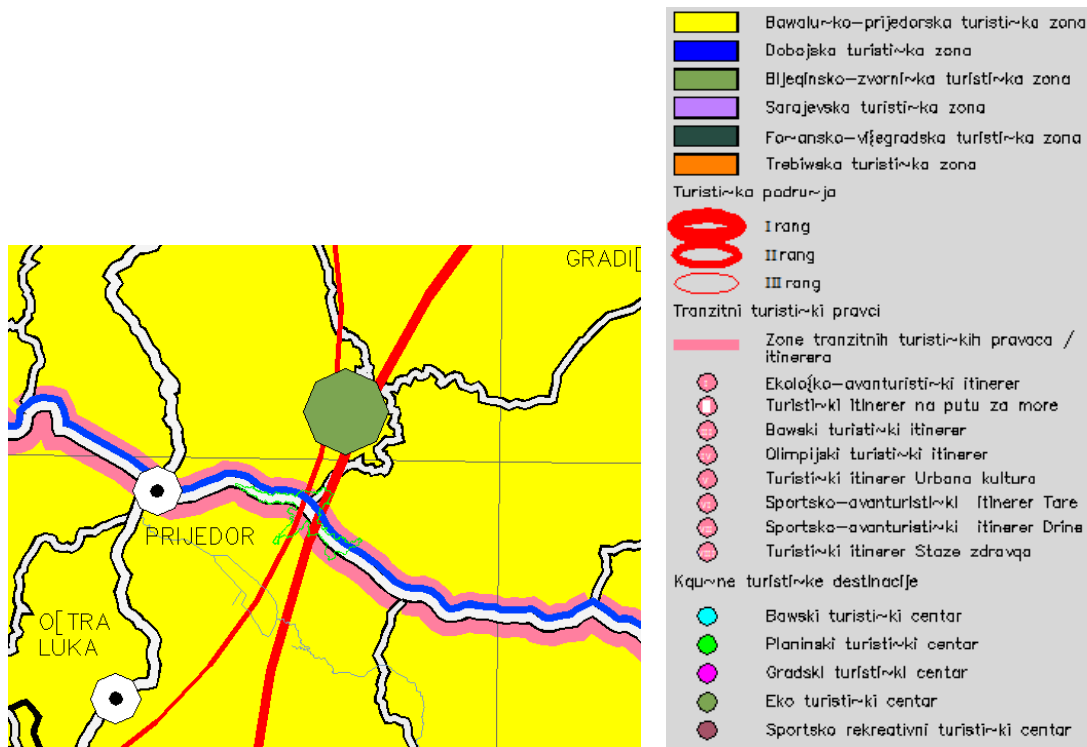 GRADI[
PRIJEDOR
O[TRA
LUKA
Bawalu~ko-prijedorska turisti~ka zona
Dobojska turisti~ka zona
Bijeqinsko-zvorni~ka turisti~ka zona
Sarajevska turisti~ka zona
Fo~ansko-vi{egradska turisti~ka zona
Trebiwska turisti~ka zona
Turisti~ka podru~ja
I rang
II rang
III rang
Tranzitni turisti~ki pravci
Zone tranzitnih turisti~kih pravaca /
itinerera
Ekolo{ko-avanturisti~ki itinerer
Turisti~ki itinerer na putu za more
Bawski turisti~ki itinerer
Olimpijski turisti~ki itinerer
Turisti~ki itinerer Urbana kultura
Sportsko-avanturisti~ki itinerer Tare
Sportsko-avanturisti~ki itinerer Drine
Turisti~ki itinerer Staze zdravqa
Kqu~ne turisti~ke destinacije
Bawski turisti~ki centar
Planinski turisti~ki centar
Gradski turisti~ki centar
Eko turisti~ki centar
Sportsko rekreativni turisti~ki centar